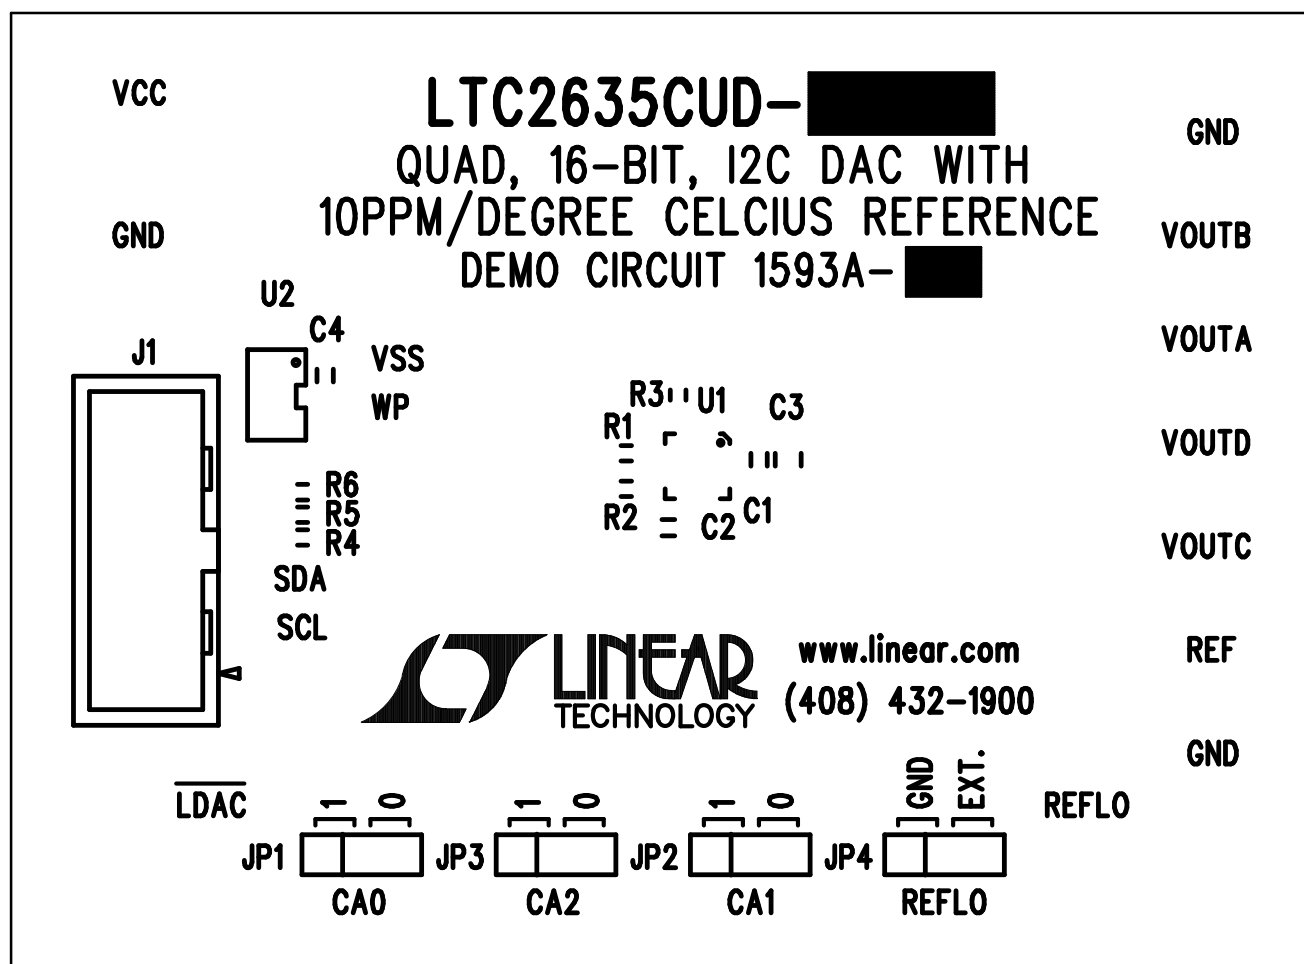 VCC
LTC2635CUD-
GND
QUAD, 16-BIT, I2C DAC WITH
10PPM/DEGREE CELCIUS REFERENCE
GND
VOUTB
DEMO CIRCUIT 1593A-
U2
C4
J1
VSS
VOUTA
WP
R3
U1
C3
R1
VOUTD
R6
R5
R4
R2
C2
C1
VOUTC
SDA
SCL
LINEAR
TECHNOLOGY
www.linear.com
(408) 432-1900
REF
GND
LDAC
1 0
1 0
1 0
GND EXT.
REFLO
JP1
JP3
JP2
JP4
CA0
CA2
CA1
REFLO